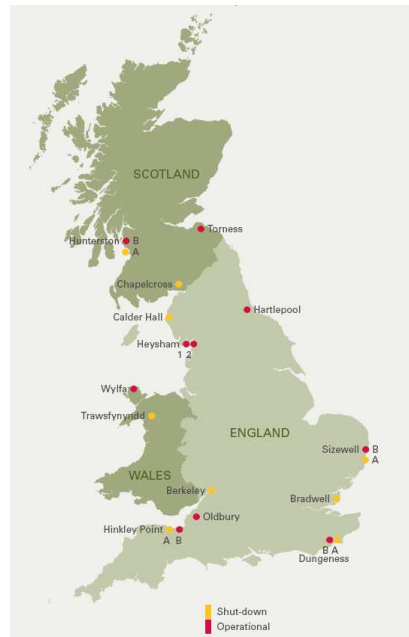 SCOTLAND
Torness
Hunterston B
A
Chapelcross
Calder Hall
Hartlepool
Heysham
1 2
Wylfa
Trawsfynyndd
ENGLAND
Sizewell B
A
WALES
Berkeley
Bradwell
Oldbury
Hinkley Point
A B
B A
Dungeness
Shut-down
Operational